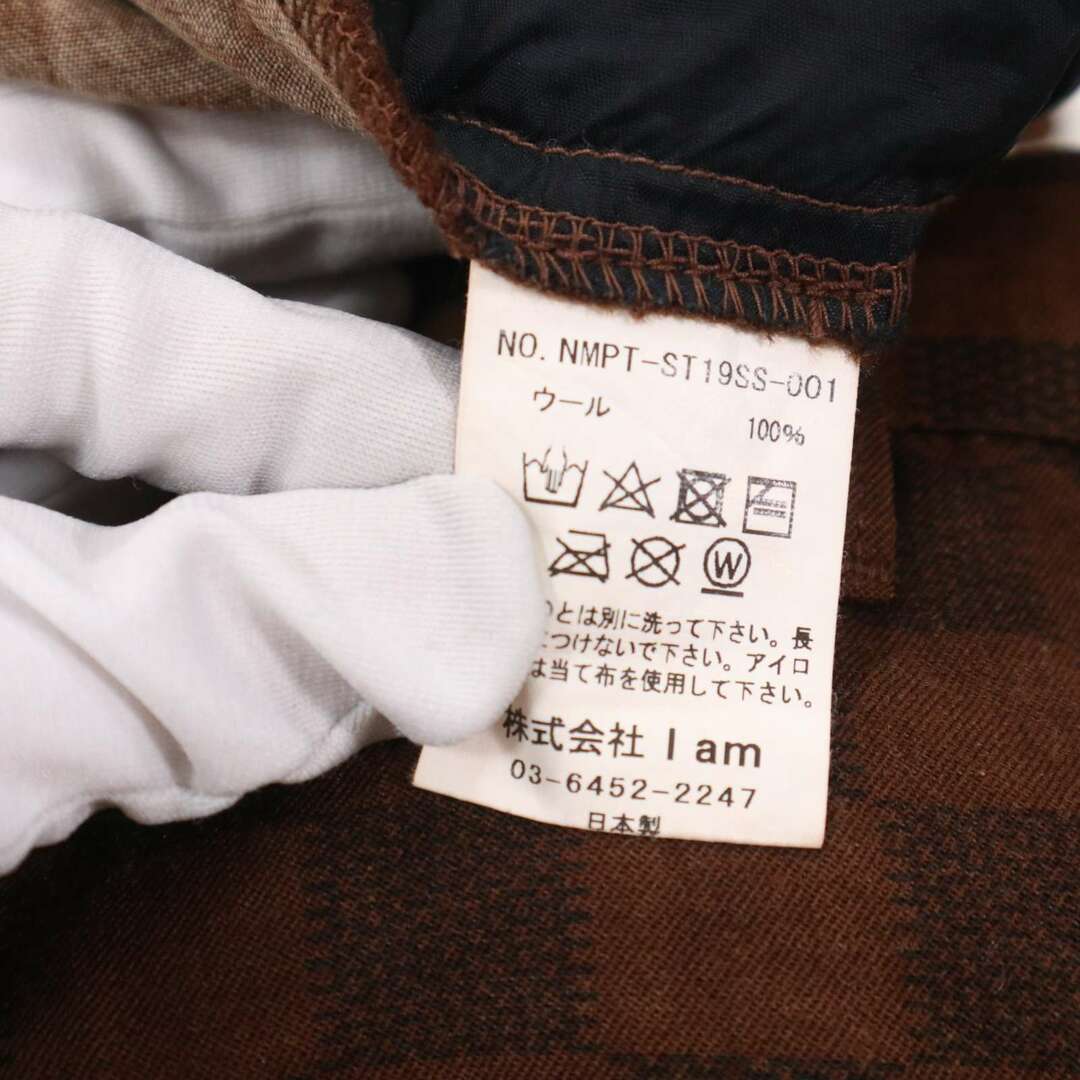 NO. NMPT-ST19SS-001
ウール 100%
W
とは別に洗って下さい。長
つけないで下さい。アイロ
は当て布を使用して下さい。
株式会社 I am
03-6452-2247
日本製